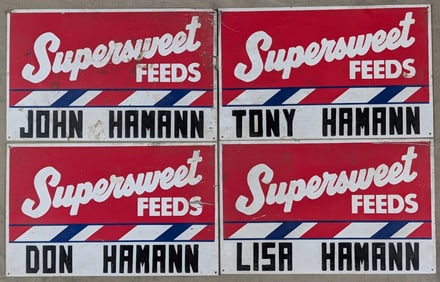 Supersweet
FEEDS
JOHN HAMANN
Supersweet
FEEDS
TONY HAMANN
Supersweet
FEEDS
DON HAMANN
Supersweet
FEEDS
LISA HAMANN